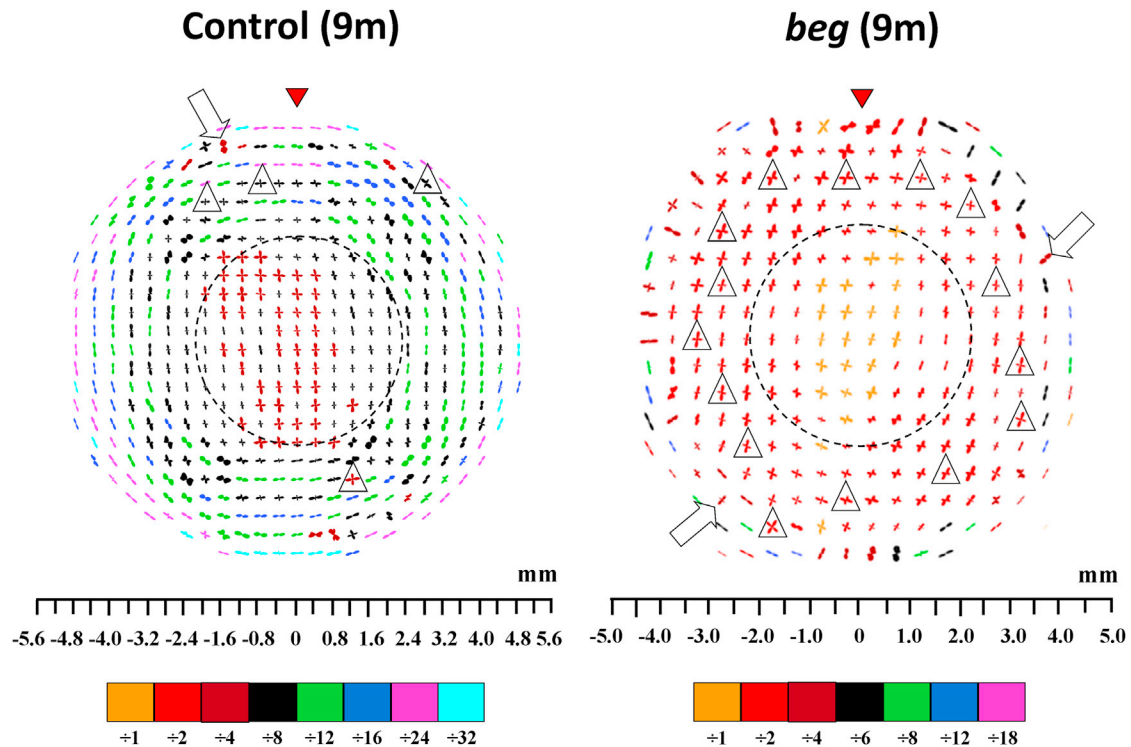 Control (9m)
beg (9m)
mm
-5.6 -4.8 -4.0 -3.2 -2.4 -1.6 -0.8 0 0.8 1.6 2.4 3.2 4.0 4.8 5.6
mm
-5.0 -4.0 -3.0 -2.0 -1.0 0 1.0 2.0 3.0 4.0 5.0
÷1 ÷2 ÷4 ÷8 ÷12 ÷16 ÷24 ÷32
÷1 ÷2 ÷4 ÷6 ÷8 ÷12 ÷18